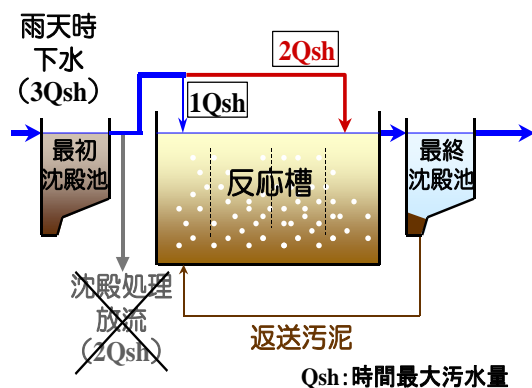 雨天時
下水
（3Qsh）
2Qsh
1Qsh
最初
沈殿池
反応槽
最終
沈殿池
沈殿処理
放流
（2Qsh）
返送汚泥
Qsh：時間最大汚水量